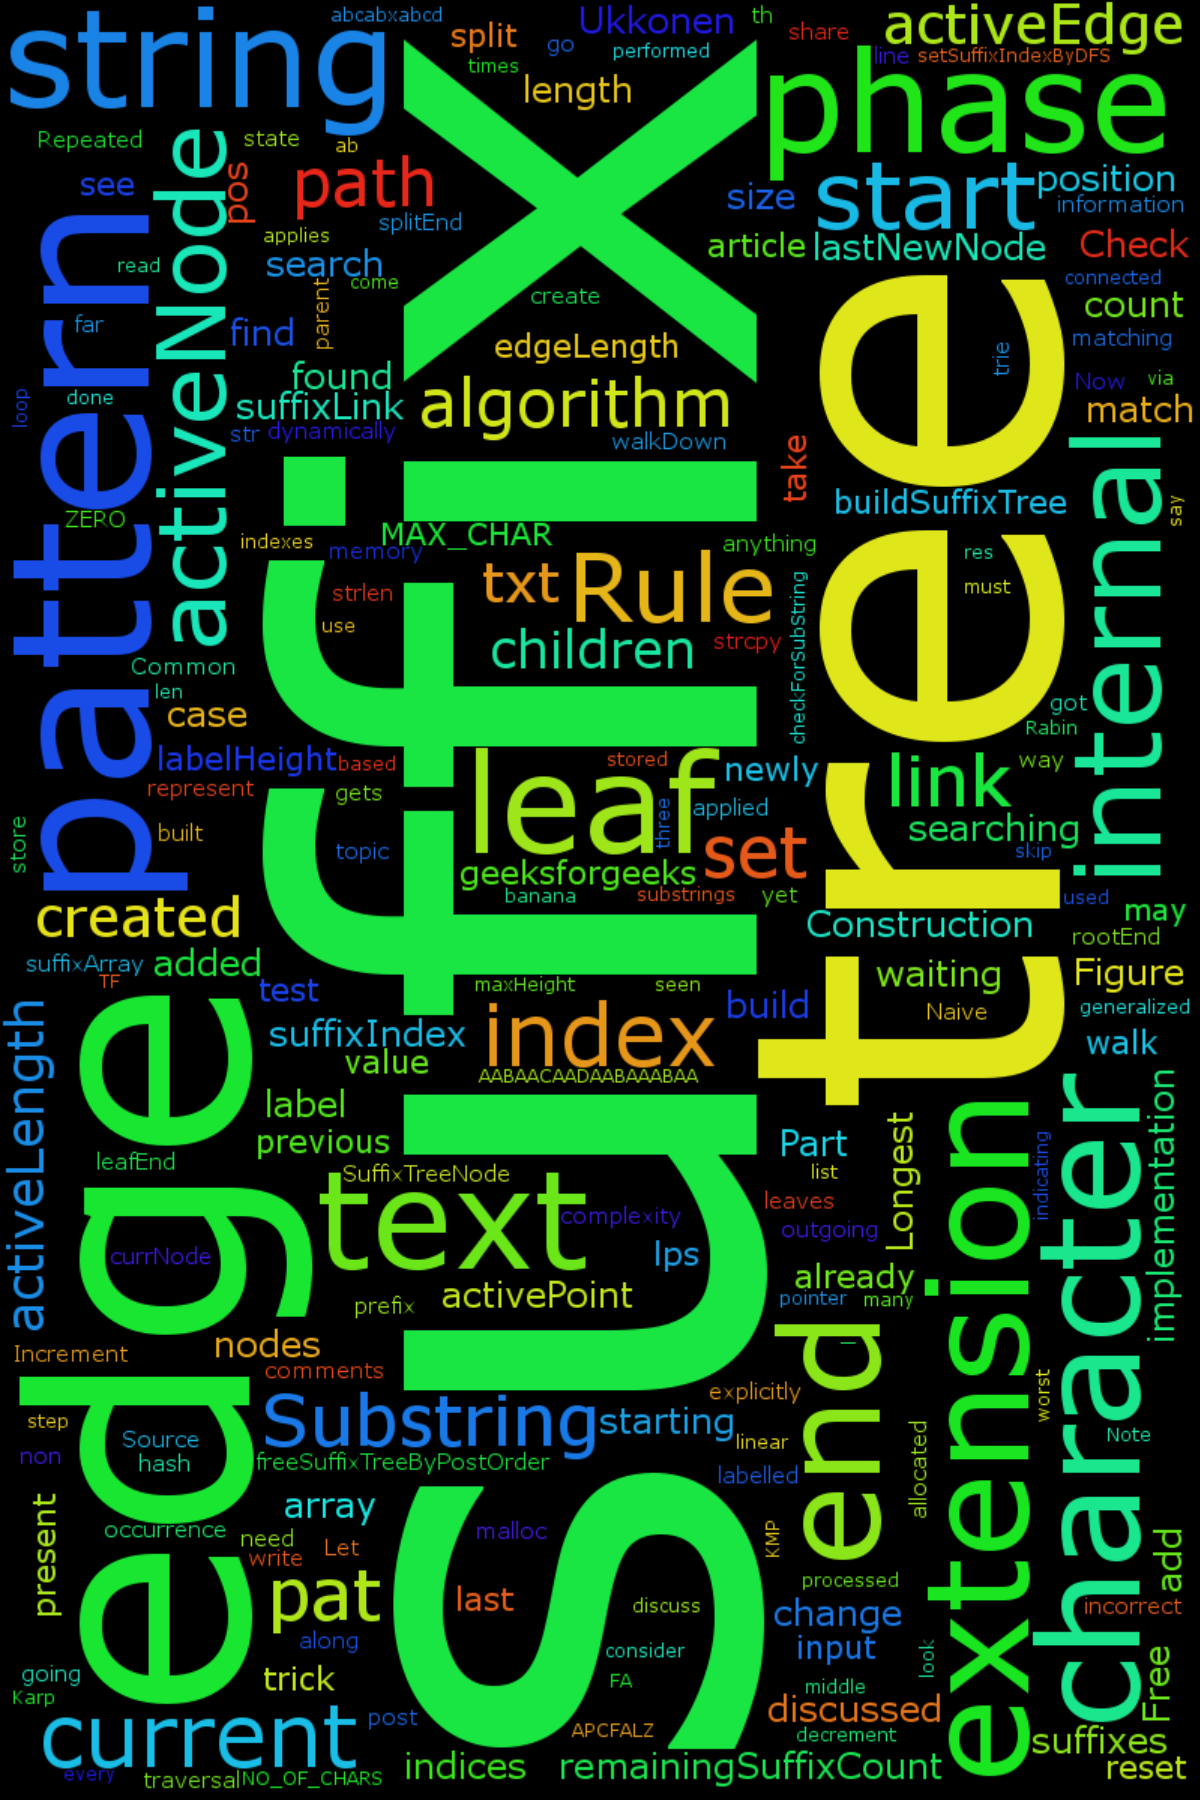 abcabxabcd
string
split
go
Ukkonen
th
share
activeEdge
times
performed
line
setSuffixIndexByDFS
length
phase
Repeated
state
ab
see
pos
path
size
start
position
information
splitEnd
applies
article
lastNewNode
Check
read
search
come
connected
create
count
pattern
activeNode
far
find
parent
edgeLength
trie
matching
found
Now
via
loop
done
suffixLink
algorithm
match
str
dynamically
walkDown
take
suffix
tree
buildSuffixTree
say
ZERO
indexes
MAX_CHAR
memory
anything
res
internal
strlen
txt
Rule
must
use
children
strcpy
checkForSubString
Common
len
case
got
Rabin
labelHeight
based
stored
newly
link
way
represent
gets
leaf
applied
three
searching
store
built
topic
set
skip
geeksforgeeks
banana
substrings
yet
used
created
Construction
may
rootEnd
suffixArray
added
TF
test
maxHeight
seen
waiting
Figure
build
Naive
generalized
activeLength
suffixIndex
index
walk
value
AABAACAADAABAAABAA
edge
label
previous
Part
Longest
leafEnd
SuffixTreeNode
list
indicating
implementation
text
complexity
leaves
outgoing
currNode
lps
already
activePoint
pointer
many
prefix
extension
character
nodes
Increment
comments
end
_
explicitly
worst
step
Substring
starting
linear
Source
Note
non
hash
freeSuffixTreeByPostOrder
labelled
allocated
present
array
occurrence
need
malloc
KMP
write
Let
add
pat
last
processed
discuss
change
incorrect
along
consider
input
look
going
trick
FA
middle
Karp
Free
current
post
APCFALZ
discussed
decrement
suffixes
every
traversal
NO_OF_CHARS
indices
remainingSuffixCount
reset